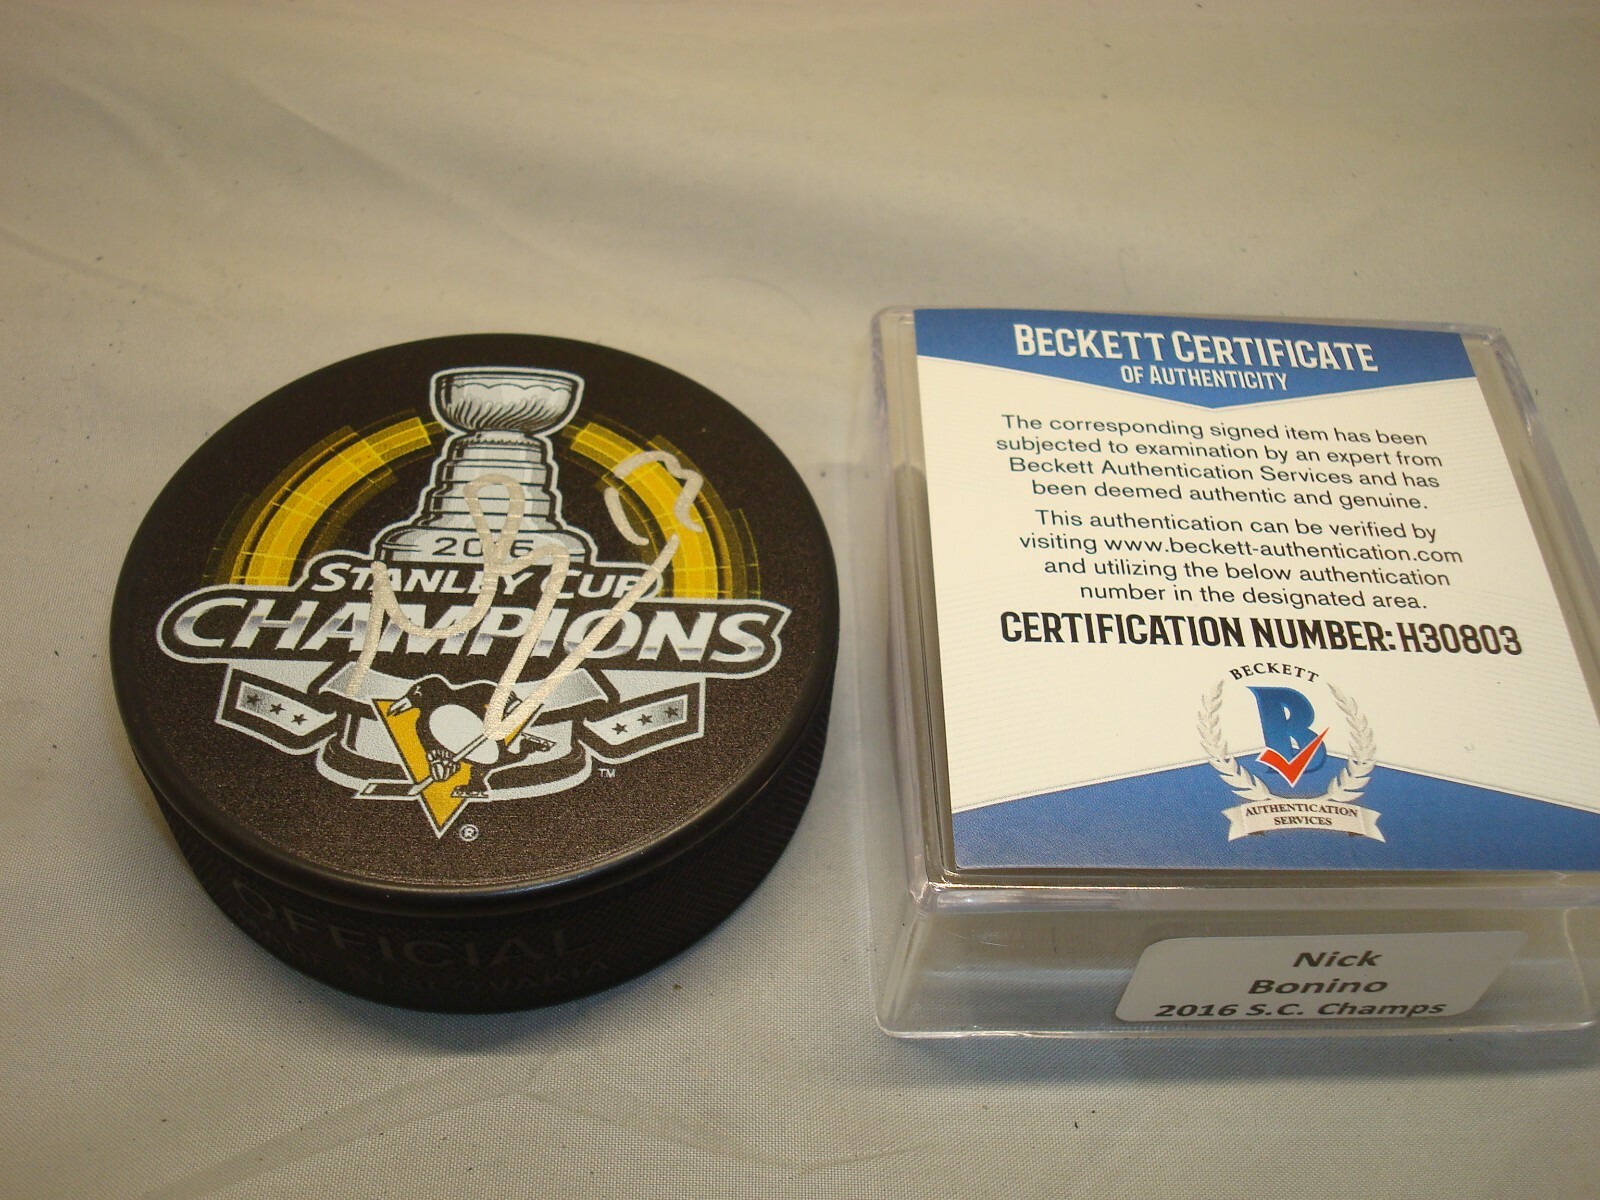 2016
STANLEY CUP
CHAMPIONS
TM
®
OFFICIAL
SLOVAKIA
BECKETT CERTIFICATE
OF AUTHENTICITY
The corresponding signed item has been
subjected to examination by an expert from
Beckett Authentication Services and has
been deemed authentic and genuine.
This authentication can be verified by
visiting www.beckett-authentication.com
and utilizing the below authentication
number in the designated area.
CERTIFICATION NUMBER: H30803
BECKETT
B
AUTHENTICATION
SERVICES
Nick
Bonino
2016 S.C. Champs